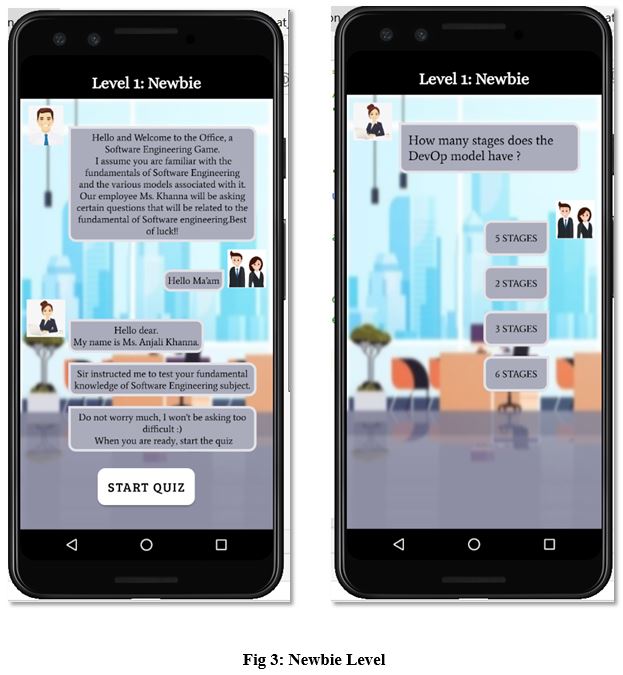 Level 1: Newbie
Hello and Welcome to the Office, a
Software Engineering Game.
I assume you are familiar with the
fundamentals of Software Engineering
and the various models associated with it.
Our employee Ms. Khanna will be asking
certain questions that will be related to the
fundamental of Software engineering.Best
of luck!!
Hello Ma'am
Hello dear.
My name is Ms. Anjali Khanna.
Sir instructed me to test your fundamental
knowledge of Software Engineering subject.
Do not worry much, I won't be asking too
difficult :)
When you are ready, start the quiz
START QUIZ
Level 1: Newbie
How many stages does the
DevOp model have ?
5 STAGES
2 STAGES
3 STAGES
6 STAGES
Fig 3: Newbie Level